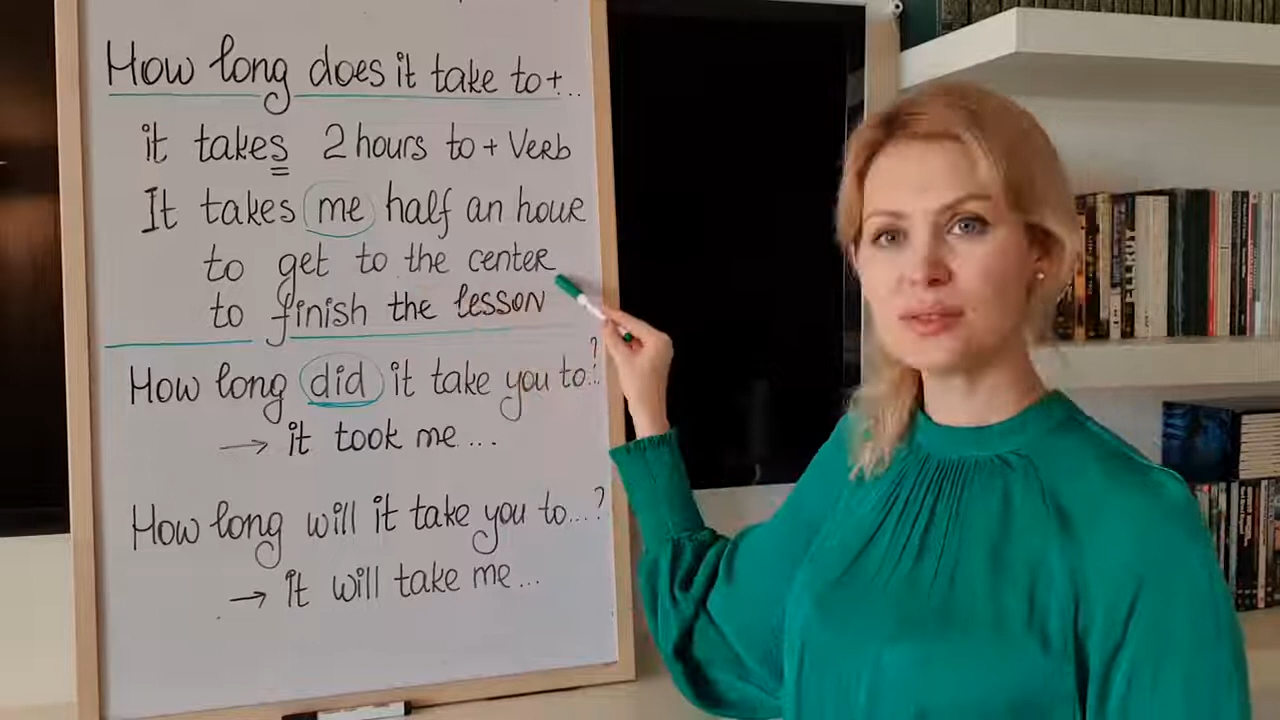 How long does it take to+...
it takes 2 hours to + Verb
It takes me half an hour
to get to the center
to finish the lesson
How long did it take you to...?
→ it took me...
How long will it take you to...?
→ it will take me...